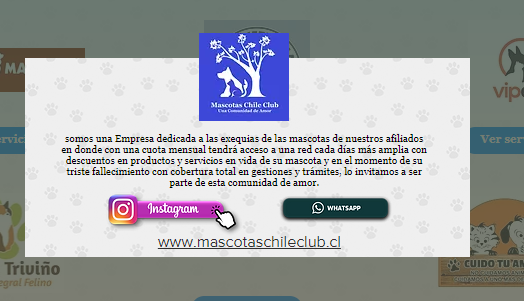 MA
Mascotas Chile Club
Una Comunidad de Amor
vip
Ver serv
somos una Empresa dedicada a las exequias de las mascotas de nuestros afiliados
en donde con una cuota mensual tendrá acceso a una red cada días más amplia con
descuentos en productos y servicios en vida de su mascota y en el momento de su
triste fallecimiento con cobertura total en gestiones y trámites, lo invitamos a ser
parte de esta comunidad de amor.
Instagram
WHATSAPP
www.mascotaschileclub.cl
Triviño
egral Felino
CUIDO TU